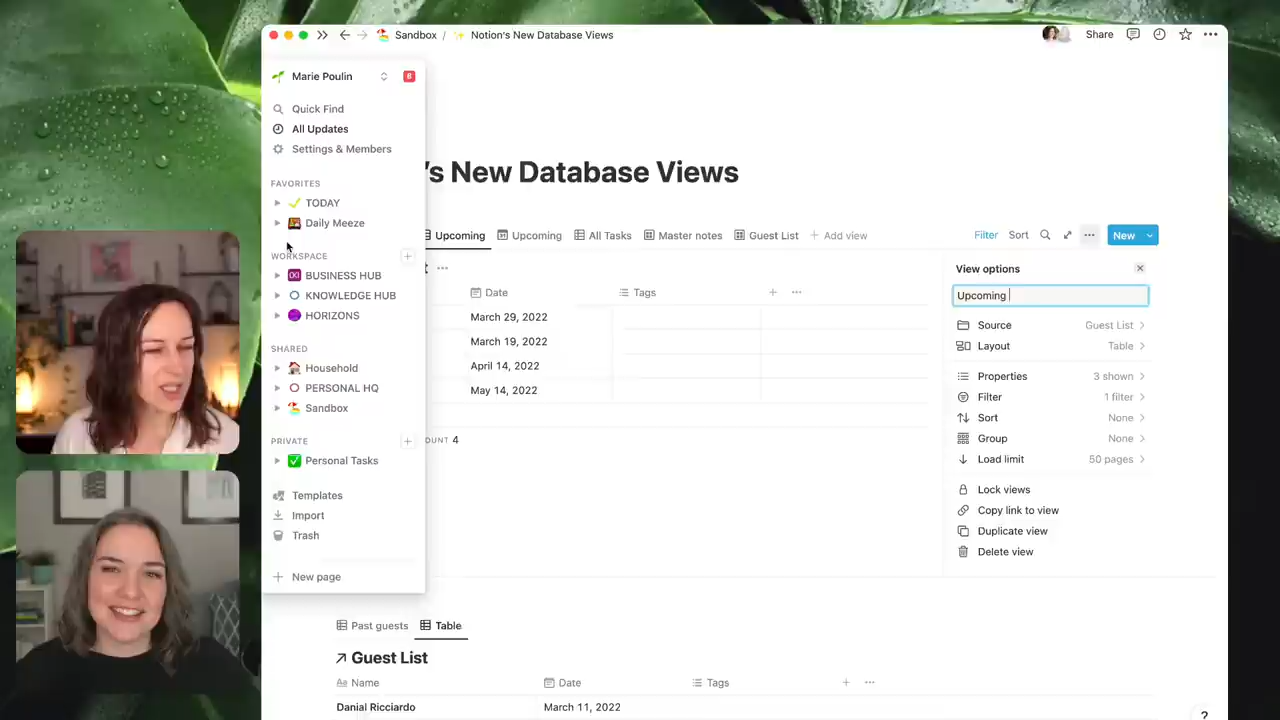 Sandbox / Notion's New Database Views
Share
Marie Poulin
6
Quick Find
All Updates
Settings & Members
FAVORITES
TODAY
Daily Meeze
WORKSPACE
BUSINESS HUB
KNOWLEDGE HUB
HORIZONS
SHARED
Household
PERSONAL HQ
Sandbox
PRIVATE
Personal Tasks
Templates
Import
Trash
New page
's New Database Views
Upcoming Upcoming All Tasks Master notes Guest List + Add view
Filter Sort New
t ...
Date Tags + ...
March 29, 2022
March 19, 2022
April 14, 2022
May 14, 2022
OUNT 4
View options
Upcoming
Source Guest List
Layout Table
Properties 3 shown
Filter 1 filter
Sort None
Group None
Load limit 50 pages
Lock views
Copy link to view
Duplicate view
Delete view
Past guests Table
Guest List
Aa Name Date Tags + ...
Danial Ricciardo March 11, 2022
?